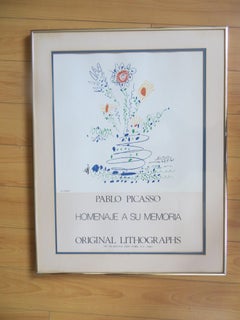 PABLO PICASSO
HOMENAJE A SU MEMORIA
ORIGINAL LITHOGRAPHS